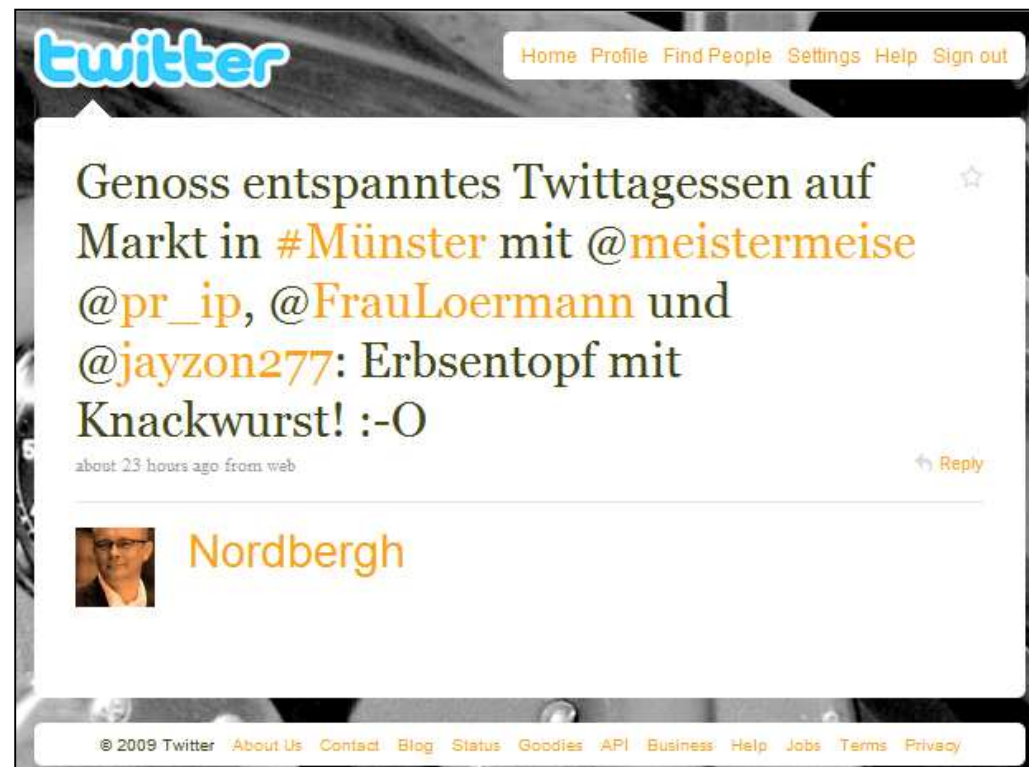 twitter
Home Profile Find People Settings Help Sign out
Genoss entspanntes Twittagessen auf
Markt in #Münster mit @meistermeise
@pr_ip, @FrauLoermann und
@jayzon277: Erbsentopf mit
Knackwurst! :-O
about 23 hours ago from web
Reply
Nordbergh
© 2009 Twitter About Us Contact Blog Status Goodies API Business Help Jobs Terms Privacy